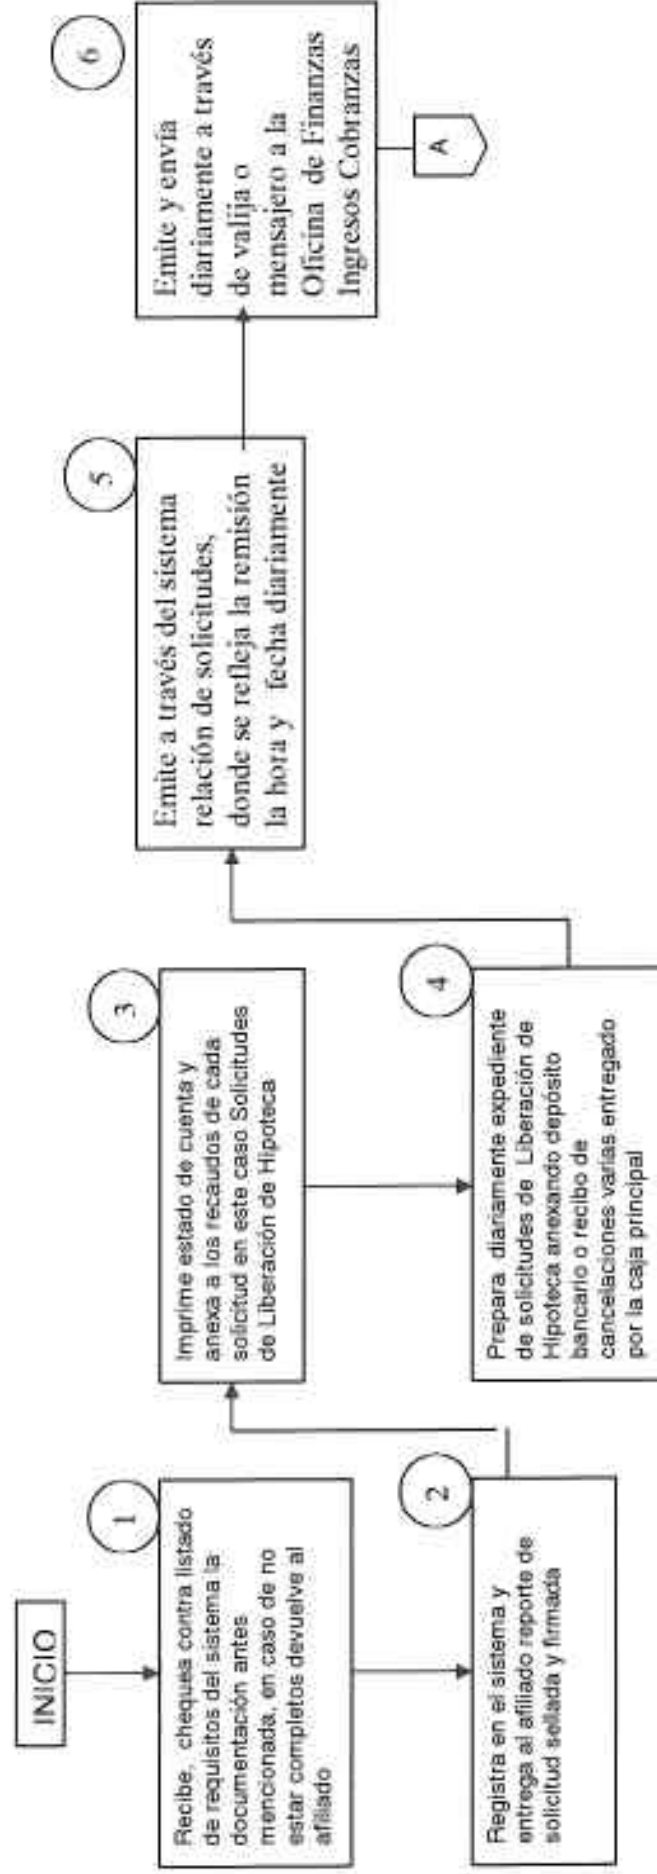 INICIO
1
Recibe, chequea contra listado
de requisitos del sistema la
documentación antes
mencionada, en caso de no
estar completos devuelve al
afiliado
2
Registra en el sistema y
entrega al afiliado reporte de
solicitud sellada y firmada
3
Imprime estado de cuenta y
anexa a los recaudos de cada
solicitud en este caso Solicitudes
de Liberación de Hipoteca
4
Prepara diariamente expediente
de solicitudes de Liberación de
Hipoteca anexando depósito
bancario o recibo de
cancelaciones varias entregado
por la caja principal
5
Emite a través del sistema
relación de solicitudes,
donde se refleja la remisión
la hora y fecha diariamente
6
Emite y envía
diariamente a través
de valija o
mensajero a la
Oficina de Finanzas
Ingresos Cobranzas
A